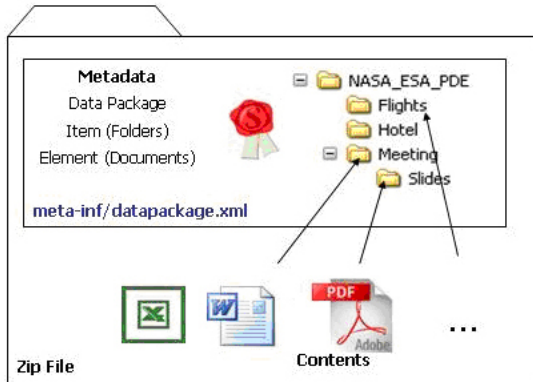 Metadata
Data Package
Item (Folders)
Element (Documents)
meta-inf/datapackage.xml
S
NASA_ESA_PDE
Flights
Hotel
Meeting
Slides
X
W
PDF
Adobe
...
Zip File
Contents